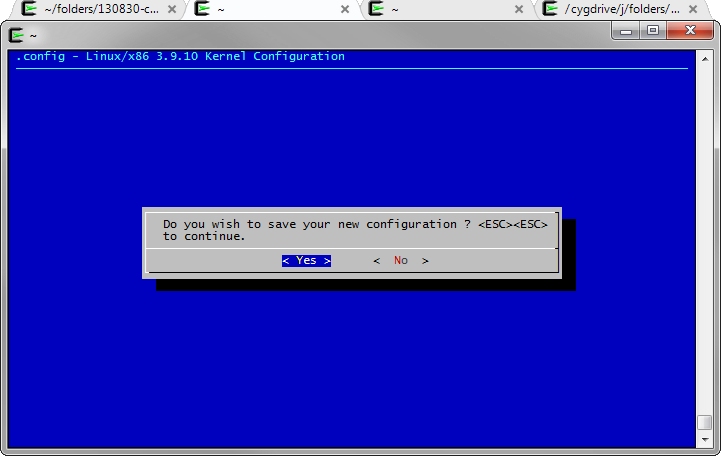 ~/folders/130830-c...
~
~
/cygdrive/j/folders/...
~
.config - Linux/x86 3.9.10 Kernel Configuration
Do you wish to save your new configuration ? <ESC><ESC>
to continue.
< Yes > < No >